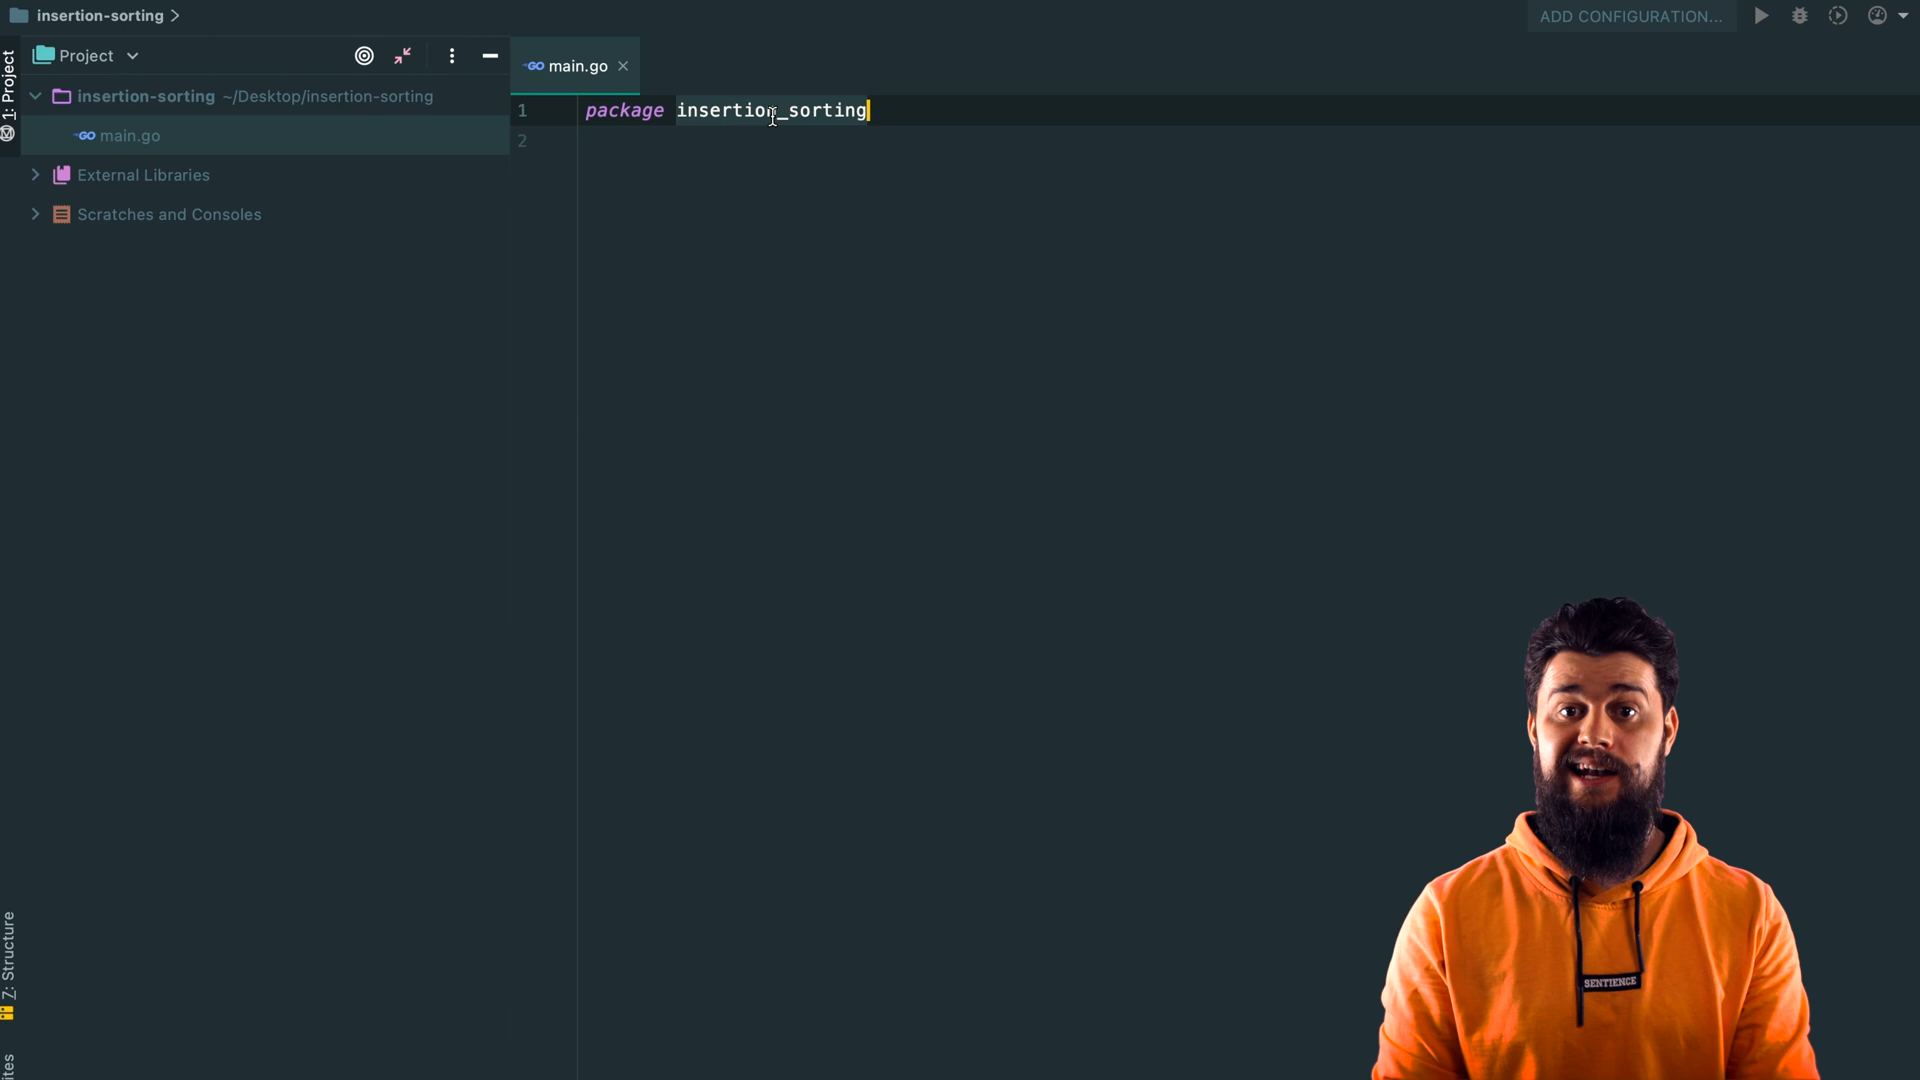 insertion-sorting
ADD CONFIGURATION...
1: Project
Project
insertion-sorting ~/Desktop/insertion-sorting
main.go
External Libraries
Scratches and Consoles
main.go
1 package insertion_sorting
2
Z: Structure
ites
SENTIENCE